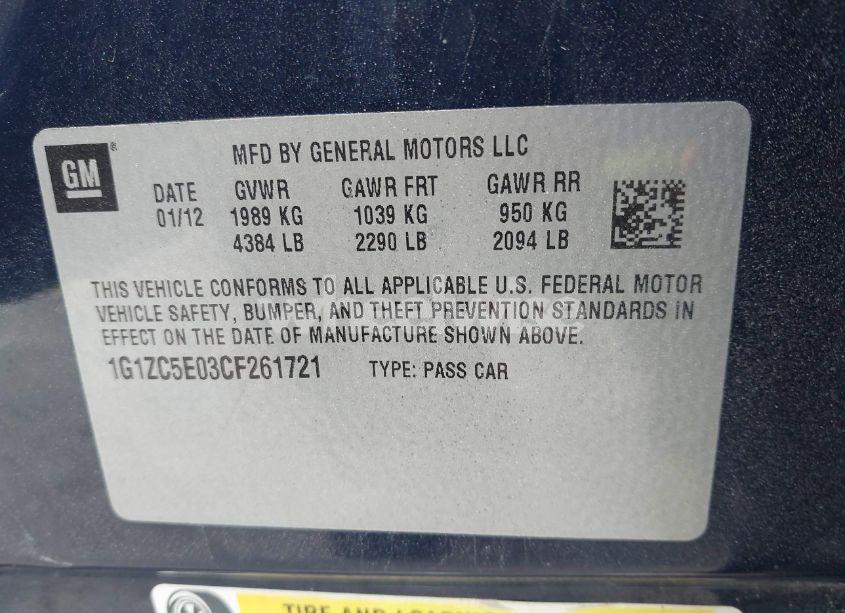 GM®
MFD BY GENERAL MOTORS LLC
DATE GVWR GAWR FRT GAWR RR
01/12 1989 KG 1039 KG 950 KG
4384 LB 2290 LB 2094 LB
THIS VEHICLE CONFORMS TO ALL APPLICABLE U.S. FEDERAL MOTOR
VEHICLE SAFETY, BUMPER, AND THEFT PREVENTION STANDARDS IN
EFFECT ON THE DATE OF MANUFACTURE SHOWN ABOVE.
1G1ZC5E03CF261721 TYPE: PASS CAR
TIRE AND